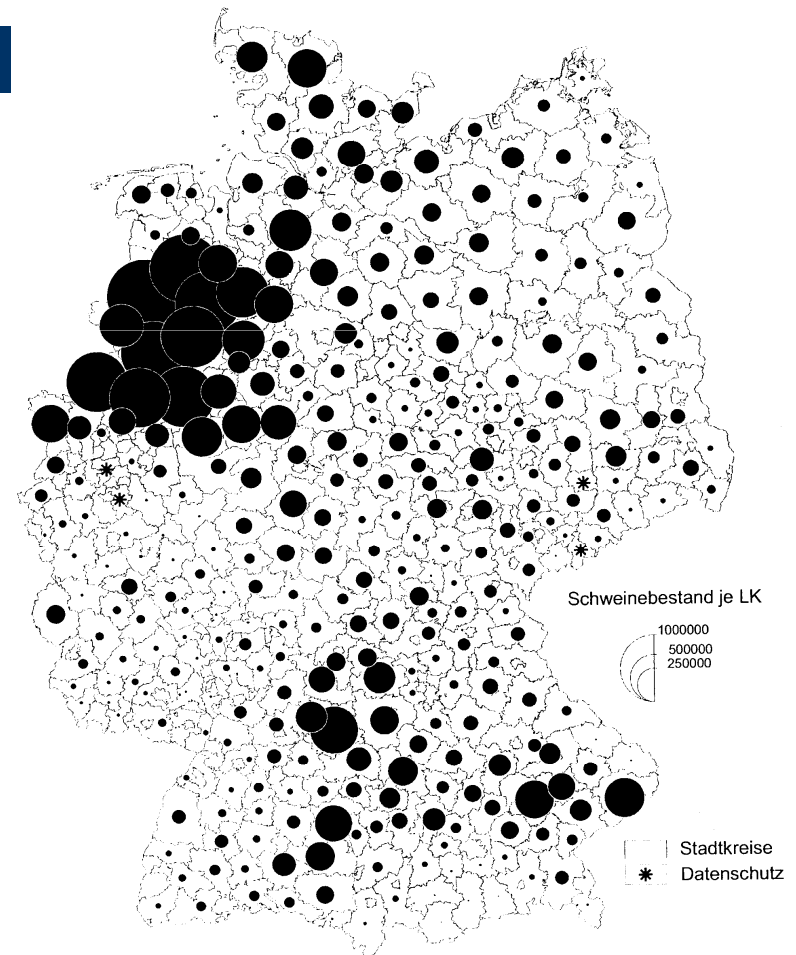 Schweinebestand je LK
1000000
500000
250000
Stadtkreise
Datenschutz